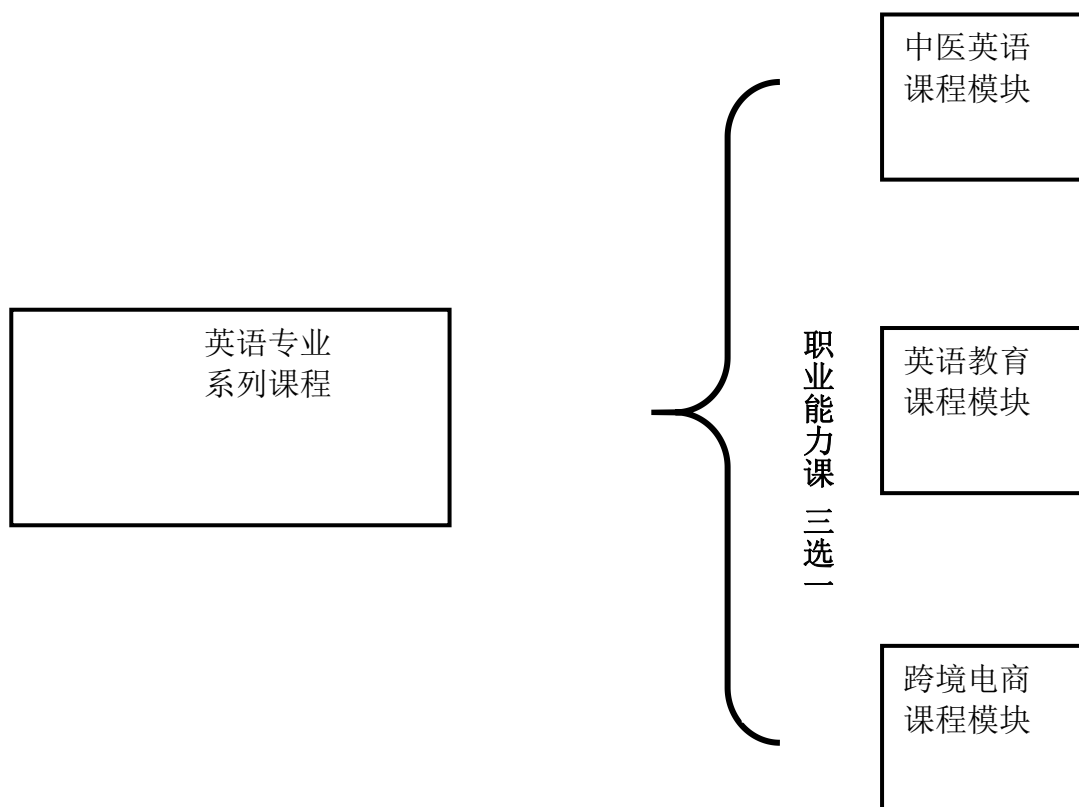 英语专业
系列课程
职业能力课 三选一
中医英语
课程模块
英语教育
课程模块
跨境电商
课程模块